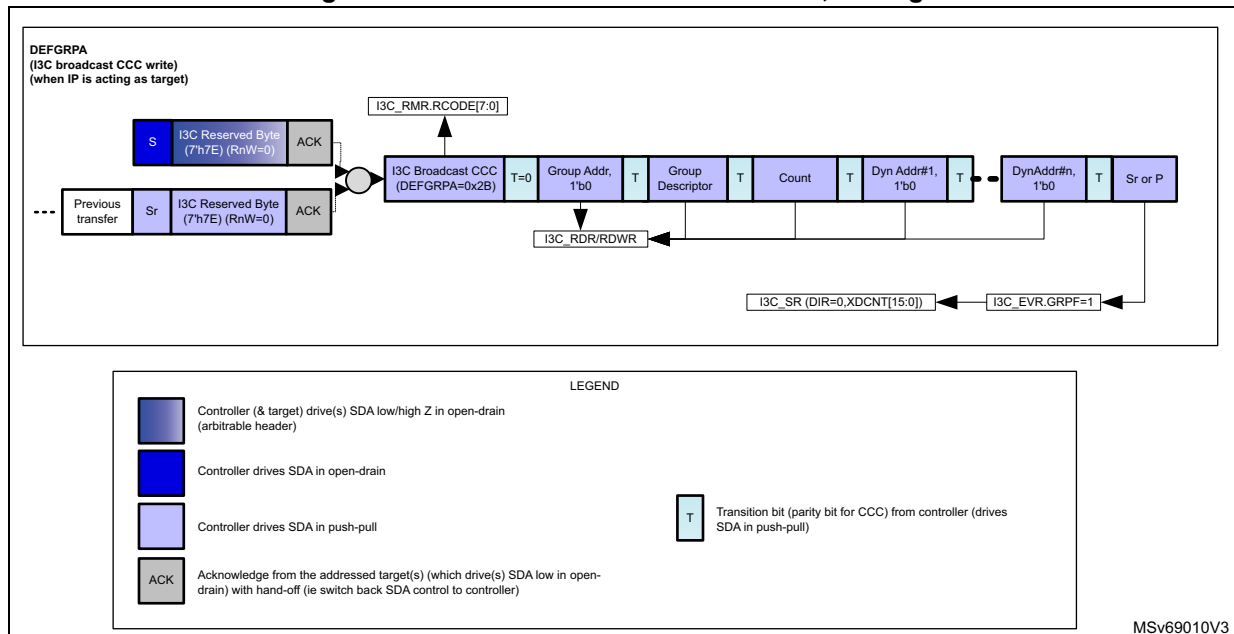 DEFGRPA
(I3C broadcast CCC write)
(when IP is acting as target)
I3C_RMR.RCODE[7:0]
S
I3C Reserved Byte
(7'h7E) (RnW=0)
ACK
Previous
transfer
Sr
I3C Reserved Byte
(7'h7E) (RnW=0)
ACK
I3C Broadcast CCC
(DEFGRPA=0x2B)
T=0
Group Addr,
1'b0
T
Group
Descriptor
T
Count
T
Dyn Addr#1,
1'b0
T
DynAddr#n,
1'b0
T
Sr or P
I3C_RDR/RDWR
I3C_SR (DIR=0,XDCNT[15:0])
I3C_EVR.GRPF=1
LEGEND
Controller (& target) drive(s) SDA low/high Z in open-drain
(arbitrable header)
Controller drives SDA in open-drain
Controller drives SDA in push-pull
T
Transition bit (parity bit for CCC) from controller (drives
SDA in push-pull)
ACK
Acknowledge from the addressed target(s) (which drive(s) SDA low in open-
drain) with hand-off (ie switch back SDA control to controller)
MSv69010V3